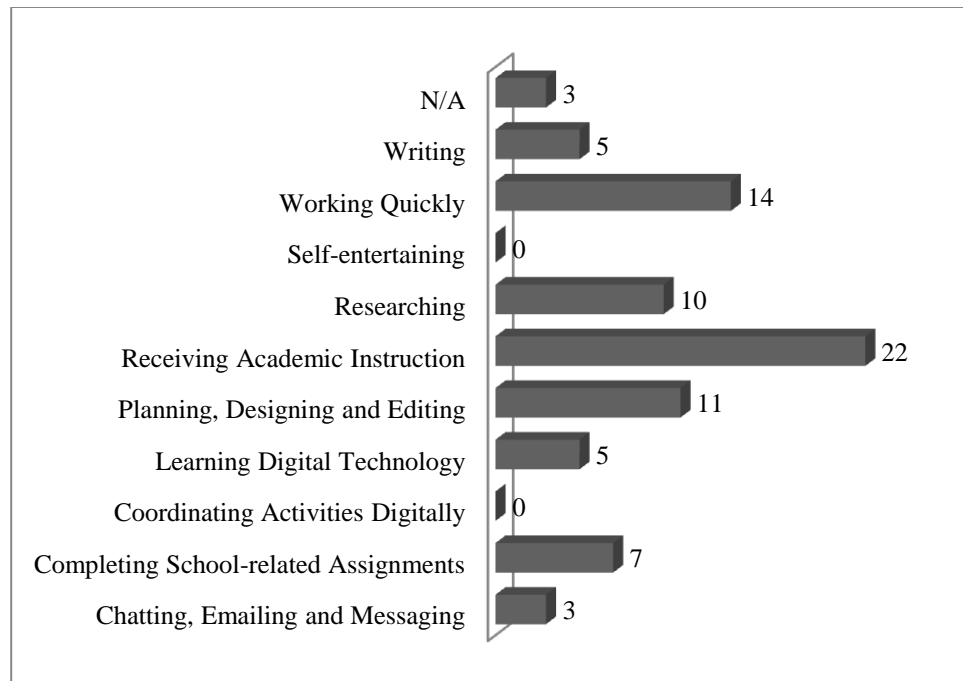 N/A 3
Writing 5
Working Quickly 14
Self-entertaining 0
Researching 10
Receiving Academic Instruction 22
Planning, Designing and Editing 11
Learning Digital Technology 5
Coordinating Activities Digitally 0
Completing School-related Assignments 7
Chatting, Emailing and Messaging 3